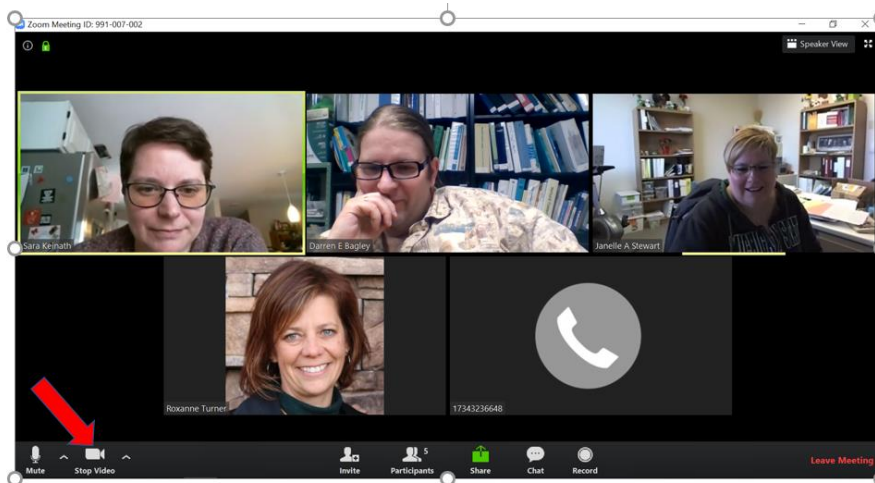 Zoom Meeting ID: 991-007-002
Speaker View
Sara Keinath
Darren E Bagley
Janelle A Stewart
Roxanne Turner
17343236648
Mute
Stop Video
Invite
5
Participants
Share
Chat
Record
Leave Meeting